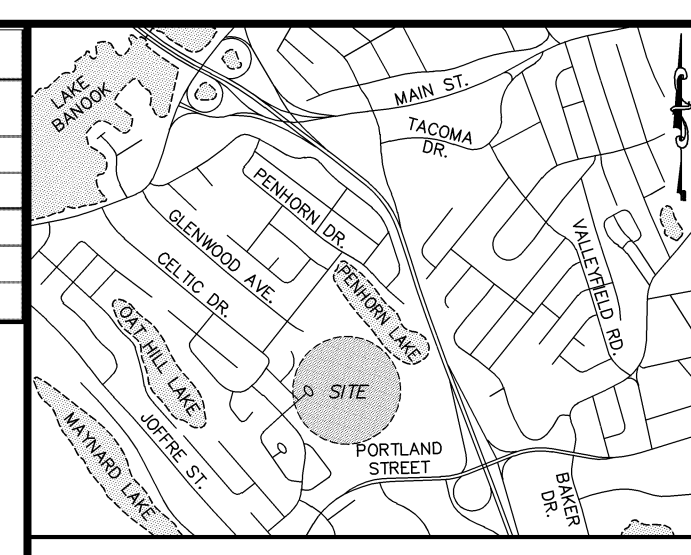 LAKE
BANOOK
MAIN ST.
TACOMA
DR.
PENHORN DR.
GLENWOOD AVE.
CELTIC DR.
VALLEYFIELD RD.
PENHORN LAKE
OAT HILL LAKE
SITE
MAYNARD LAKE
JOFFRE ST.
PORTLAND
STREET
BAKER
DR.